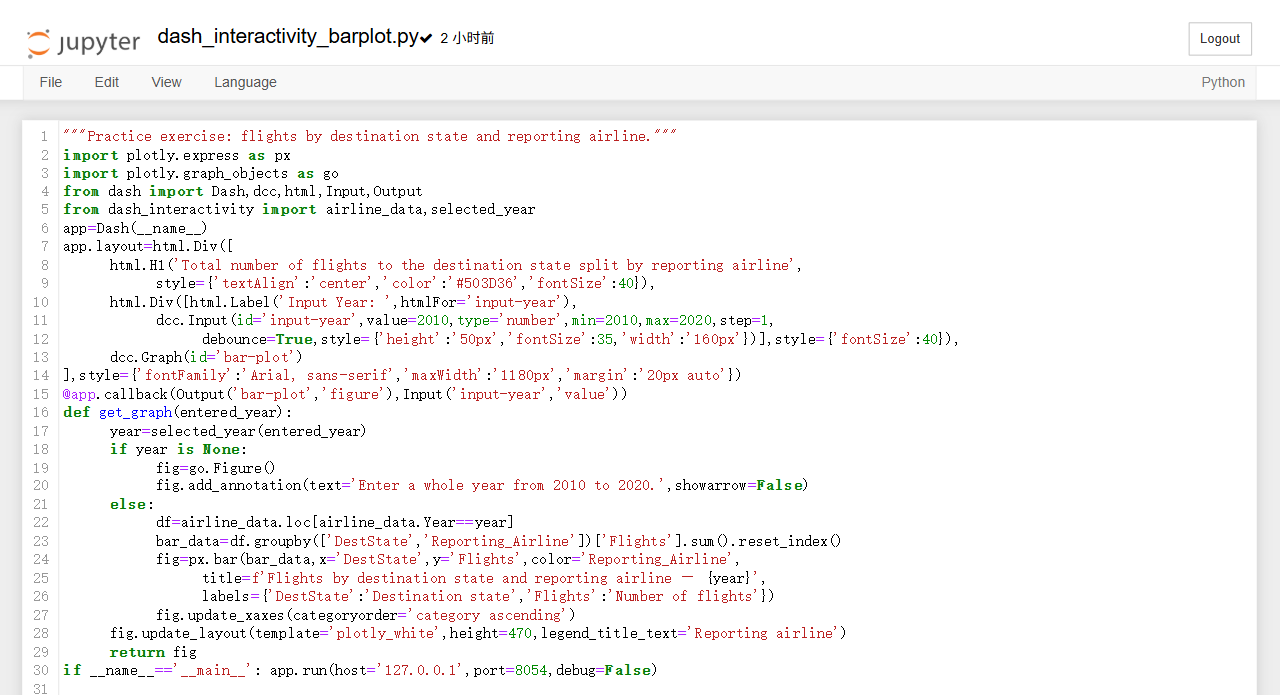 jupyter dash_interactivity_barplot.py✔ 2 小时前 Logout
File Edit View Language Python
1 """Practice exercise: flights by destination state and reporting airline."""
2 import plotly.express as px
3 import plotly.graph_objects as go
4 from dash import Dash,dcc,html,Input,Output
5 from dash_interactivity import airline_data,selected_year
6 app=Dash(__name__)
7 app.layout=html.Div([
8 html.H1('Total number of flights to the destination state split by reporting airline',
9 style={'textAlign':'center','color':'#503D36','fontSize':40}),
10 html.Div([html.Label('Input Year: ',htmlFor='input-year'),
11 dcc.Input(id='input-year',value=2010,type='number',min=2010,max=2020,step=1,
12 debounce=True,style={'height':'50px','fontSize':35,'width':'160px'})],style={'fontSize':40}),
13 dcc.Graph(id='bar-plot')
14 ],style={'fontFamily':'Arial, sans-serif','maxWidth':'1180px','margin':'20px auto'})
15 @app.callback(Output('bar-plot','figure'),Input('input-year','value'))
16 def get_graph(entered_year):
17 year=selected_year(entered_year)
18 if year is None:
19 fig=go.Figure()
20 fig.add_annotation(text='Enter a whole year from 2010 to 2020.',showarrow=False)
21 else:
22 df=airline_data.loc[airline_data.Year==year]
23 bar_data=df.groupby(['DestState','Reporting_Airline'])['Flights'].sum().reset_index()
24 fig=px.bar(bar_data,x='DestState',y='Flights',color='Reporting_Airline',
25 title=f'Flights by destination state and reporting airline — {year}',
26 labels={'DestState':'Destination state','Flights':'Number of flights'})
27 fig.update_xaxes(categoryorder='category ascending')
28 fig.update_layout(template='plotly_white',height=470,legend_title_text='Reporting airline')
29 return fig
30 if __name__=='__main__': app.run(host='127.0.0.1',port=8054,debug=False)
31